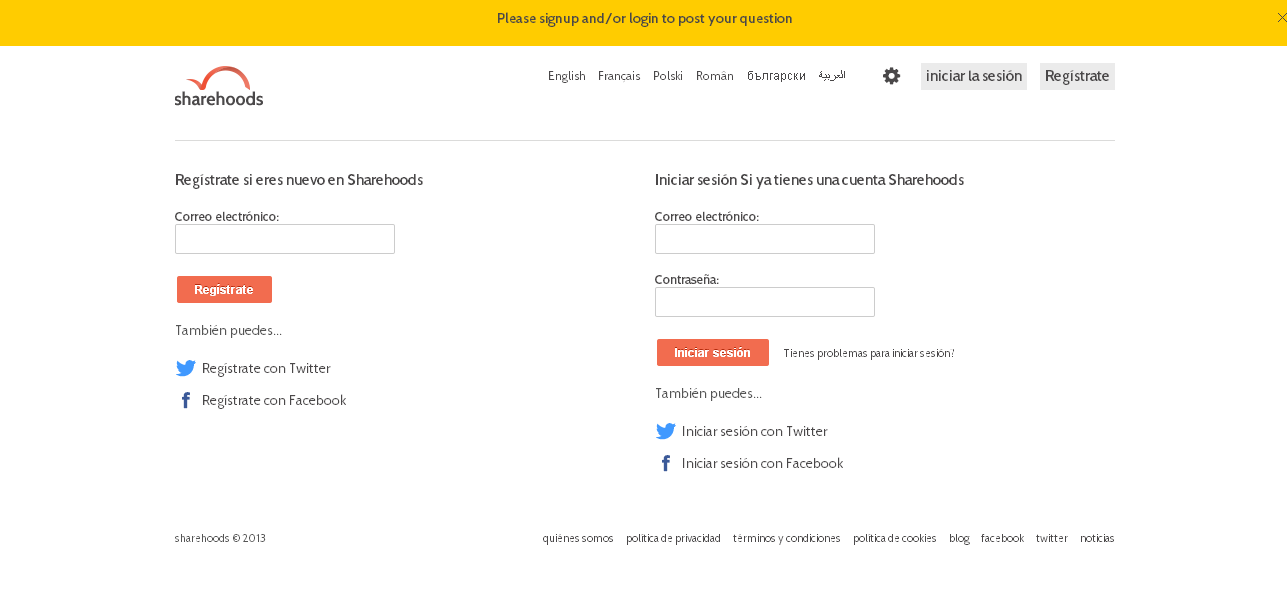 Please signup and/or login to post your question
sharehoods
English Français Polski Român български العربية
iniciar la sesión Regístrate
Regístrate si eres nuevo en Sharehoods
Correo electrónico:
Regístrate
También puedes...
Regístrate con Twitter
Regístrate con Facebook
Iniciar sesión Si ya tienes una cuenta Sharehoods
Correo electrónico:
Contraseña:
Iniciar sesión Tienes problemas para iniciar sesión?
También puedes...
Iniciar sesión con Twitter
Iniciar sesión con Facebook
sharehoods © 2013
quiénes somos política de privacidad términos y condiciones política de cookies blog facebook twitter noticias